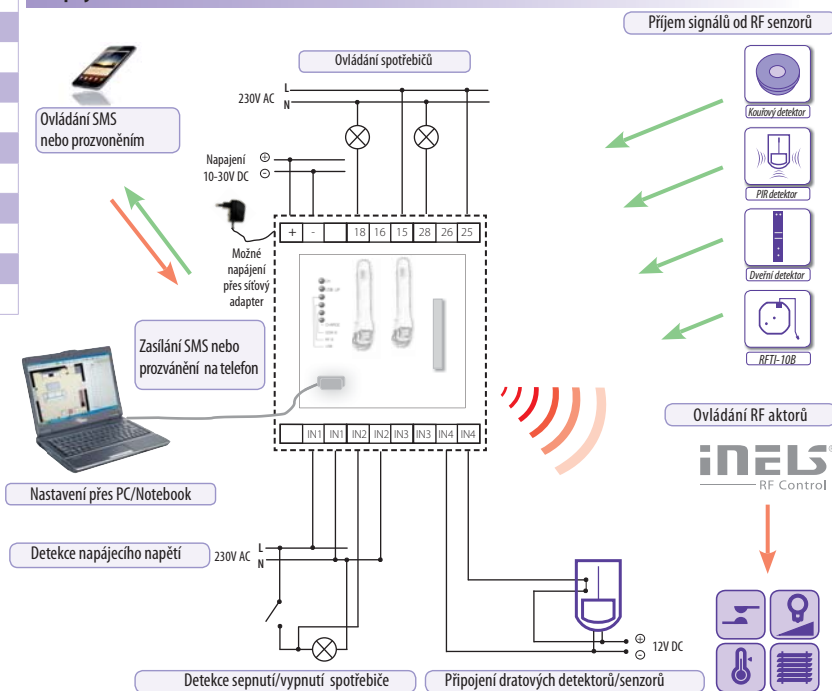 Příjem signálů od RF senzorů
Ovládání spotřebičů
L
230V AC
N
Ovládání SMS
nebo prozvoněním
Kouřový detektor
Napajení
10-30V DC
⊕
⊖
PIR detektor
+ - 18 16 15 28 26 25
Možné
napájení
přes síťový
adapter
Dveřní detektor
Zasílání SMS nebo
prozvánění na telefon
RFTI-10B
Ovládání RF aktorů
IN1 IN1 IN2 IN2 IN3 IN3 IN4 IN4
iNELS®
RF Control
Nastavení přes PC/Notebook
Detekce napájecího napětí
230V AC
L
N
⊕
12V DC
⊖
Detekce sepnutí/vypnutí spotřebiče
Připojení dratových detektorů/senzorů